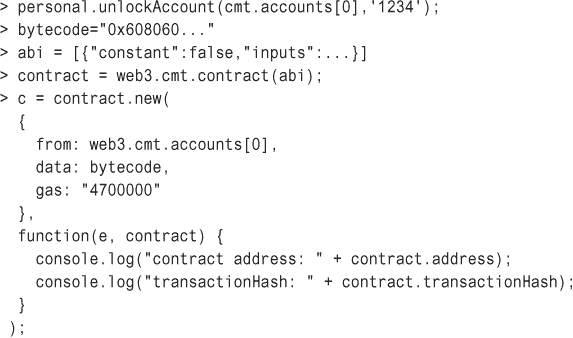 > personal.unlockAccount(cmt.accounts[0],'1234');
> bytecode="0x608060..."
> abi = [{"constant":false,"inputs":...}]
> contract = web3.cmt.contract(abi);
> c = contract.new(
  {
    from: web3.cmt.accounts[0],
    data: bytecode,
    gas: "4700000"
  },
  function(e, contract) {
    console.log("contract address: " + contract.address);
    console.log("transactionHash: " + contract.transactionHash);
  }
 );